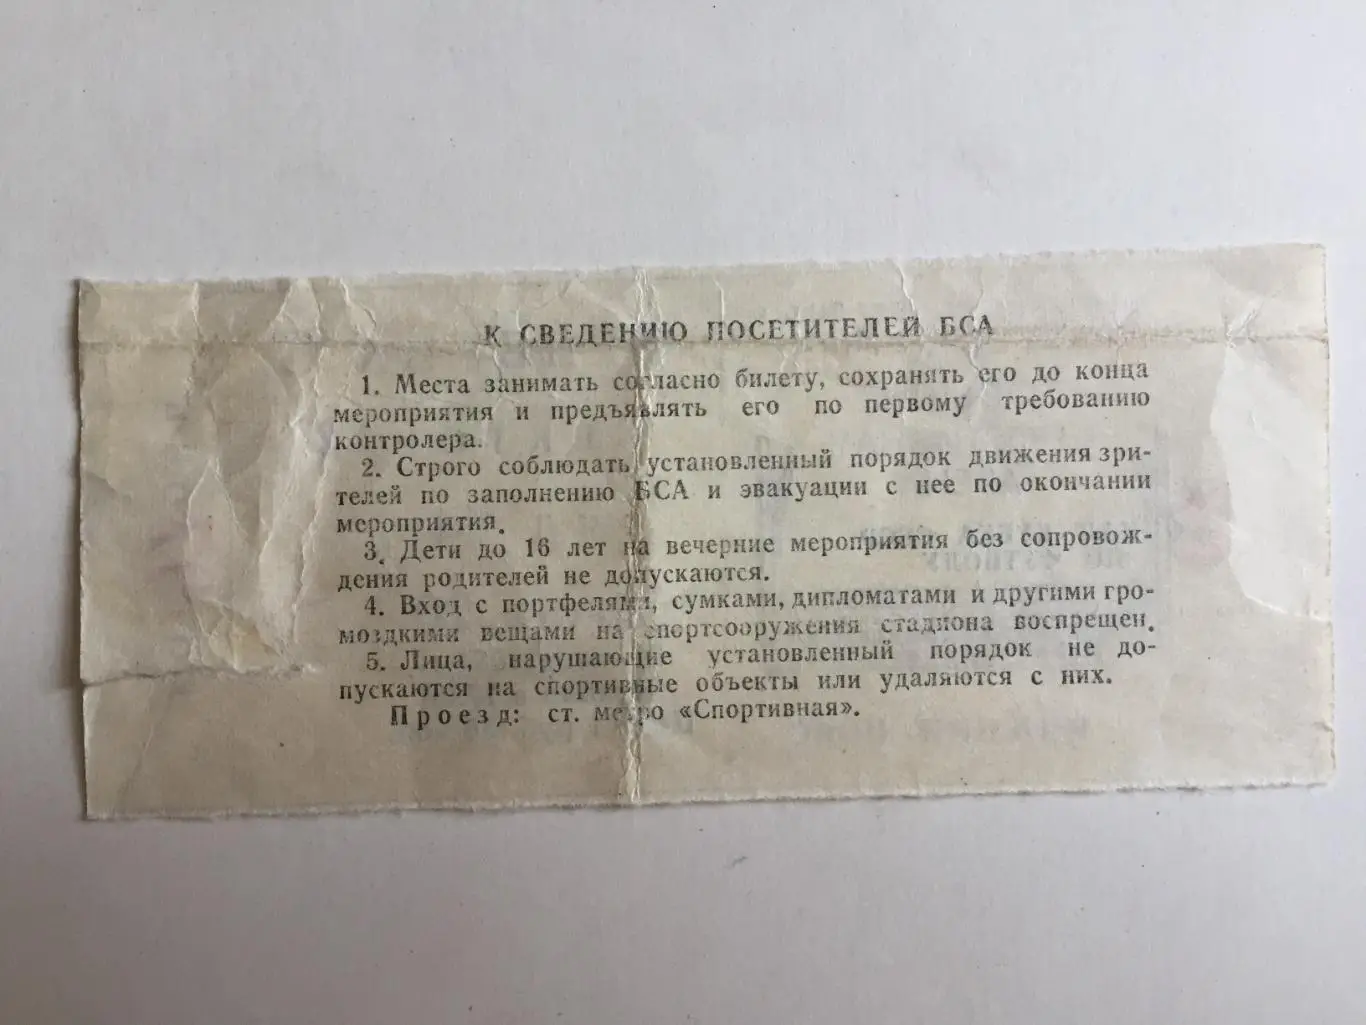 К СВЕДЕНИЮ ПОСЕТИТЕЛЕЙ БСА
1. Места занимать согласно билету, сохранять его до конца
мероприятия и предъявлять его по первому требованию
контролера.
2. Строго соблюдать установленный порядок движения зри-
телей по заполнению БСА и эвакуации с нее по окончании
мероприятия.
3. Дети до 16 лет на вечерние мероприятия без сопровож-
дения родителей не допускаются.
4. Вход с портфелями, сумками, дипломатами и другими гро-
моздкими вещами на спортсооружения стадиона воспрещен.
5. Лица, нарушающие установленный порядок не до-
пускаются на спортивные объекты или удаляются с них.
Проезд: ст. метро «Спортивная».